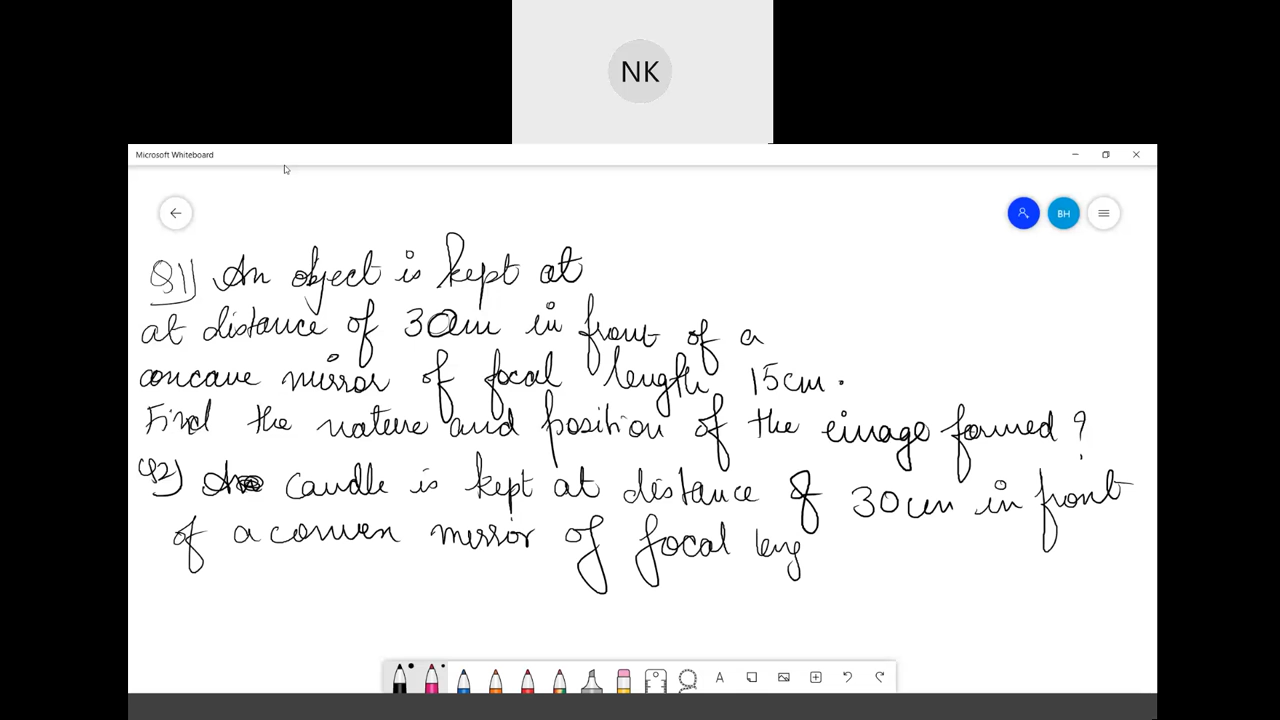 NK
Microsoft Whiteboard
BH
Q1) An object is kept at
at distance of 30cm in front of a
concave mirror of focal length 15cm.
Find the nature and position of the image formed?
Q2) A candle is kept at distance of 30cm in front
of a convex mirror of focal leng
A